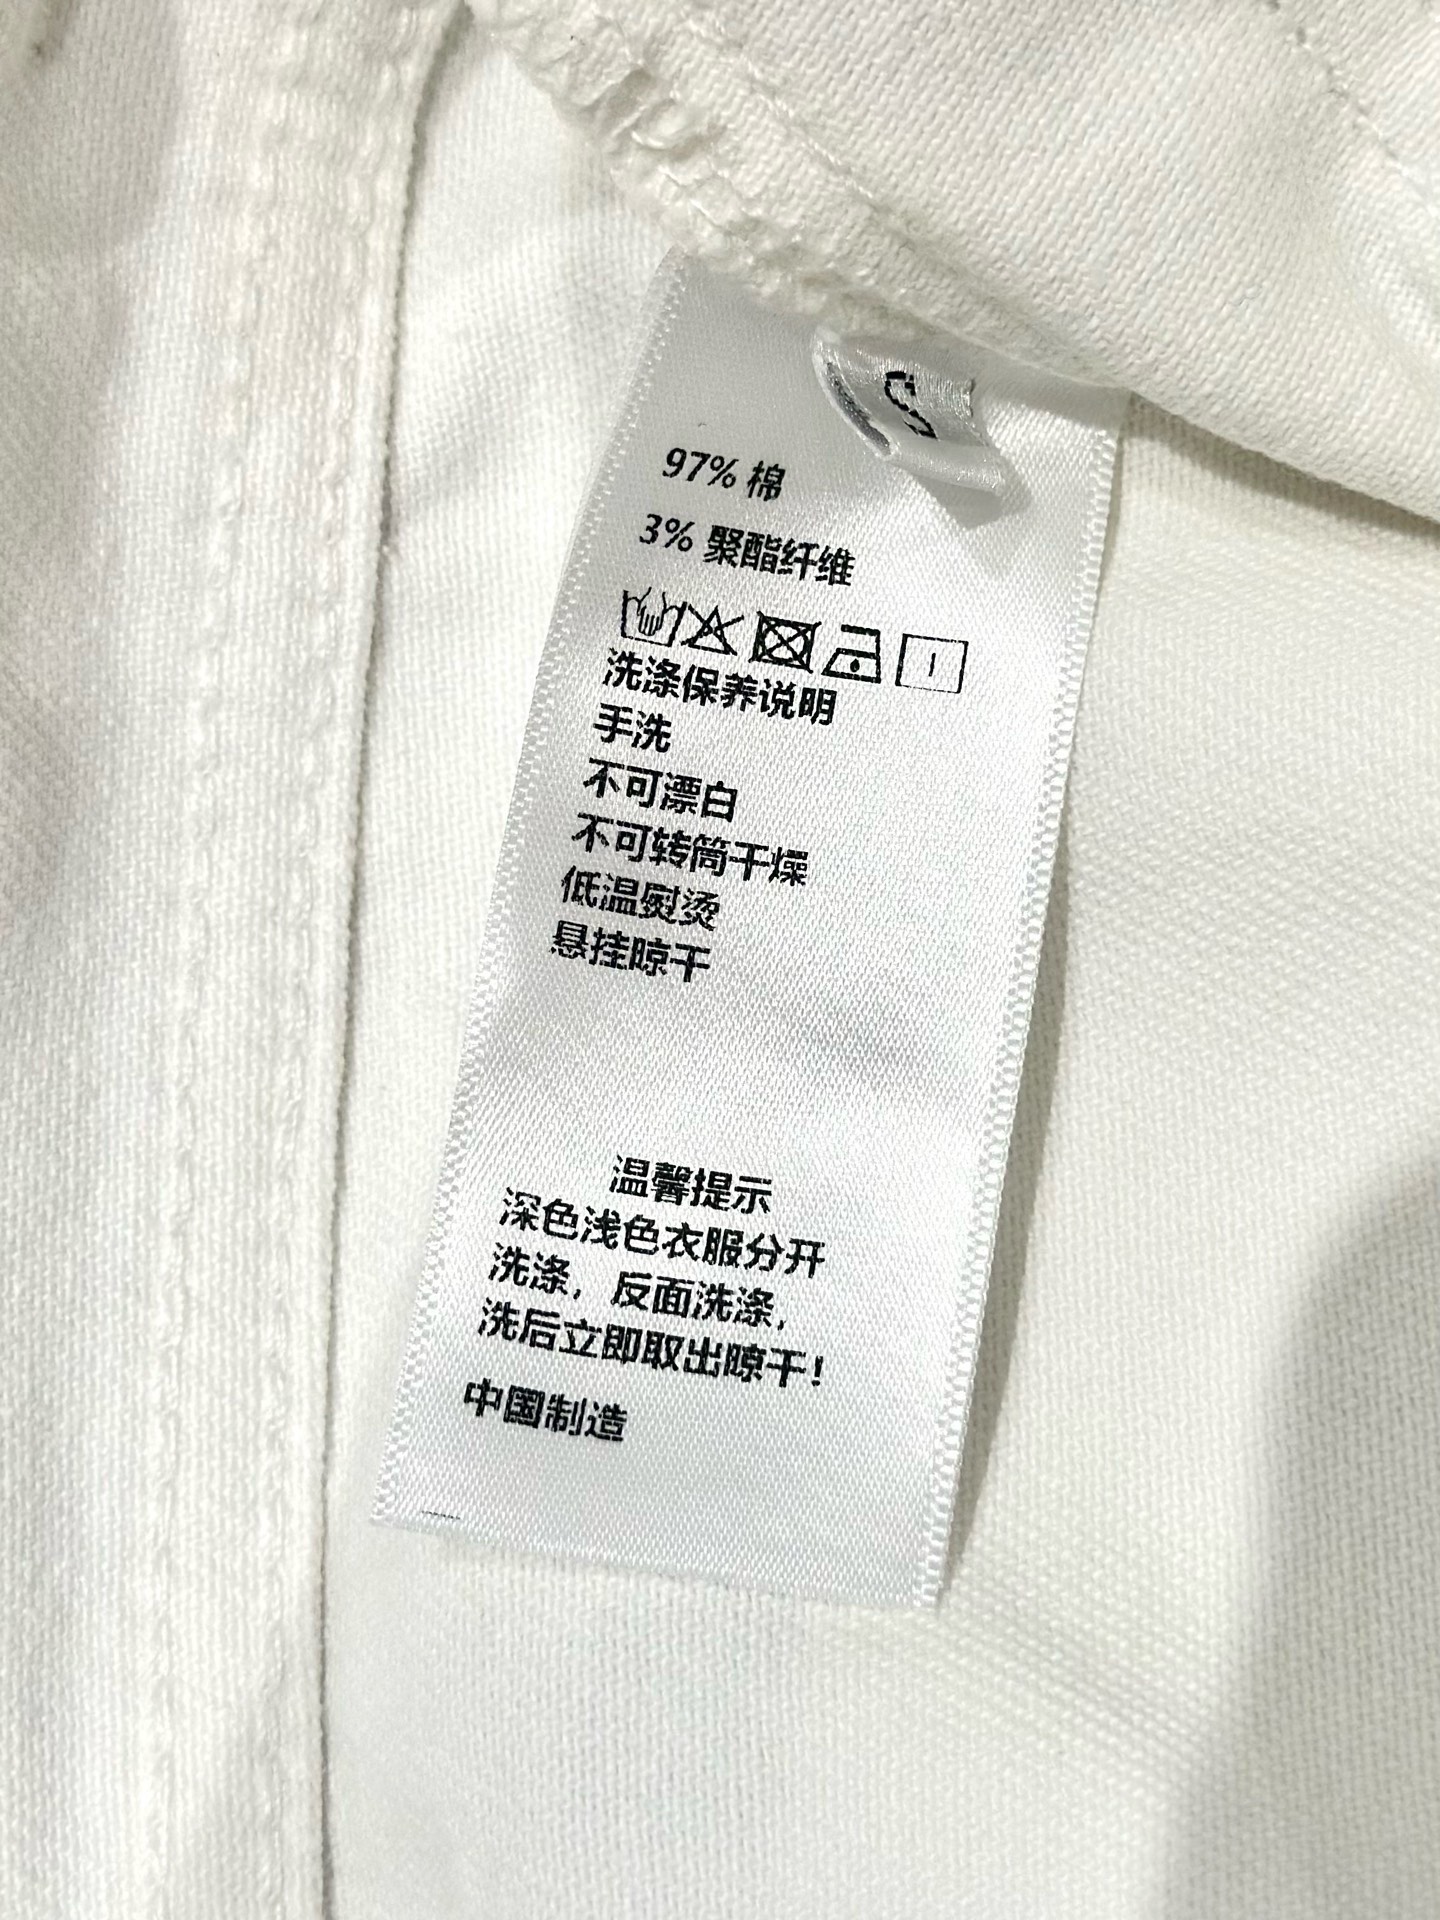 S
97% 棉
3% 聚酯纤维
洗涤保养说明
手洗
不可漂白
不可转筒干燥
低温熨烫
悬挂晾干
温馨提示
深色浅色衣服分开
洗涤，反面洗涤，
洗后立即取出晾干！
中国制造